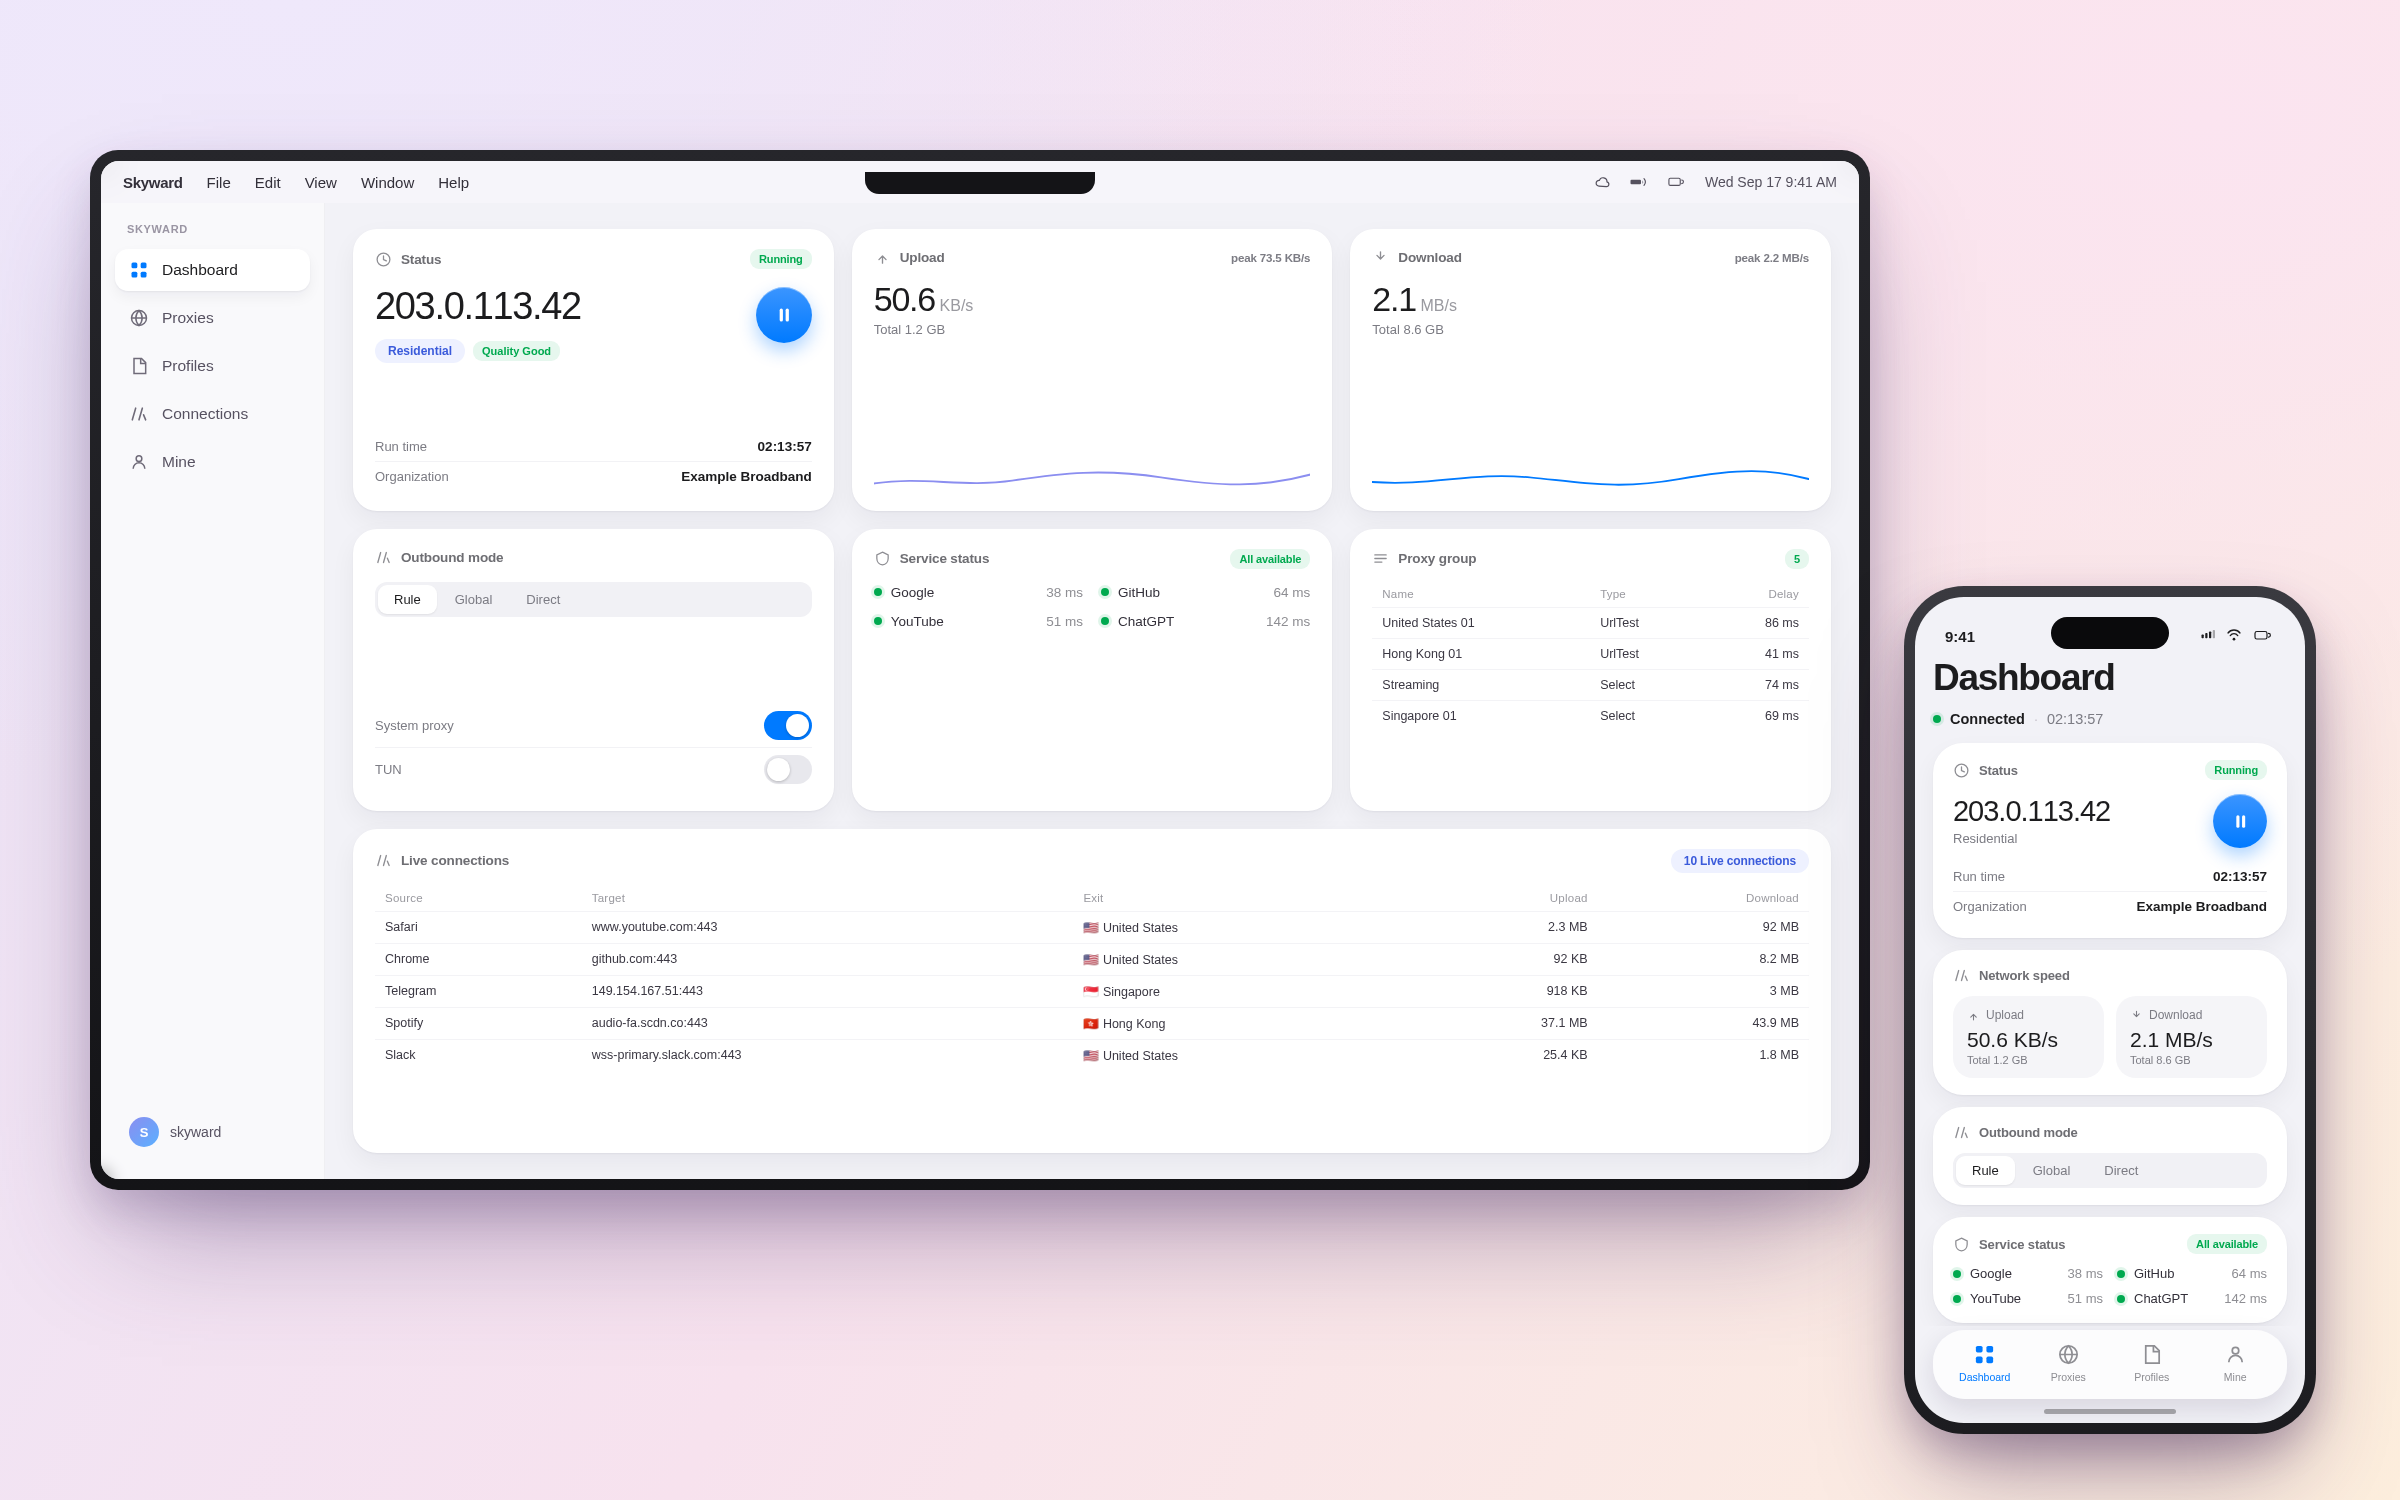 Skyward File Edit View Window Help
Wed Sep 17 9:41 AM
SKYWARD
Dashboard
Proxies
Profiles
Connections
Mine
S skyward
Status Running
203.0.113.42
Residential Quality Good
Run time 02:13:57
Organization Example Broadband
Upload peak 73.5 KB/s
50.6 KB/s
Total 1.2 GB
Download peak 2.2 MB/s
2.1 MB/s
Total 8.6 GB
Outbound mode
Rule Global Direct
System proxy
TUN
Service status All available
Google 38 ms GitHub 64 ms
YouTube 51 ms ChatGPT 142 ms
Proxy group 5
Name Type Delay
United States 01 UrlTest 86 ms
Hong Kong 01 UrlTest 41 ms
Streaming Select 74 ms
Singapore 01 Select 69 ms
Live connections 10 Live connections
Source Target Exit Upload Download
Safari www.youtube.com:443 🇺🇸 United States 2.3 MB 92 MB
Chrome github.com:443 🇺🇸 United States 92 KB 8.2 MB
Telegram 149.154.167.51:443 🇸🇬 Singapore 918 KB 3 MB
Spotify audio-fa.scdn.co:443 🇭🇰 Hong Kong 37.1 MB 43.9 MB
Slack wss-primary.slack.com:443 🇺🇸 United States 25.4 KB 1.8 MB
9:41
Dashboard
Connected · 02:13:57
Status Running
203.0.113.42
Residential
Run time 02:13:57
Organization Example Broadband
Network speed
Upload Download
50.6 KB/s 2.1 MB/s
Total 1.2 GB Total 8.6 GB
Outbound mode
Rule Global Direct
Service status All available
Google 38 ms GitHub 64 ms
YouTube 51 ms ChatGPT 142 ms
Dashboard Proxies Profiles Mine